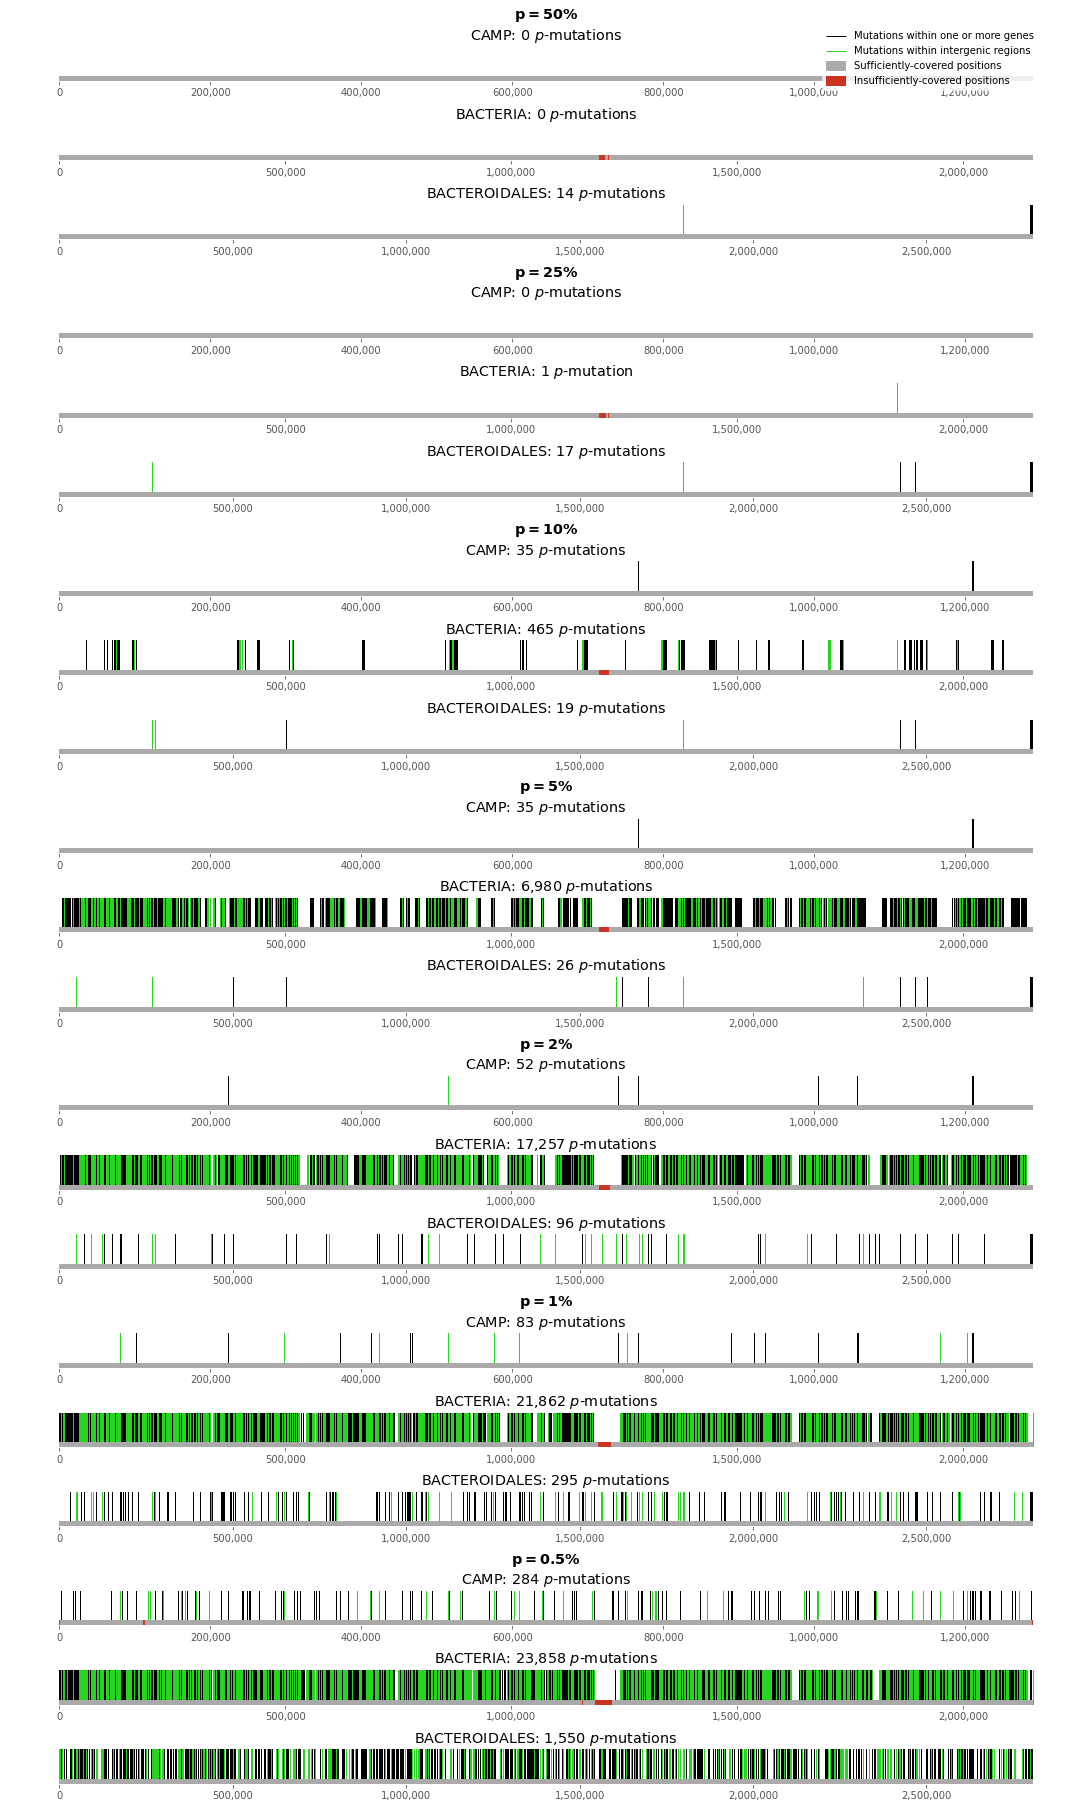 p = 50%
CAMP: 0 p-mutations
Mutations within one or more genes
Mutations within intergenic regions
Sufficiently-covered positions
Insufficiently-covered positions
0 200,000 400,000 600,000 800,000 1,000,000 1,200,000
BACTERIA: 0 p-mutations
0 500,000 1,000,000 1,500,000 2,000,000
BACTEROIDALES: 14 p-mutations
0 500,000 1,000,000 1,500,000 2,000,000 2,500,000
p = 25%
CAMP: 0 p-mutations
0 200,000 400,000 600,000 800,000 1,000,000 1,200,000
BACTERIA: 1 p-mutation
0 500,000 1,000,000 1,500,000 2,000,000
BACTEROIDALES: 17 p-mutations
0 500,000 1,000,000 1,500,000 2,000,000 2,500,000
p = 10%
CAMP: 35 p-mutations
0 200,000 400,000 600,000 800,000 1,000,000 1,200,000
BACTERIA: 465 p-mutations
0 500,000 1,000,000 1,500,000 2,000,000
BACTEROIDALES: 19 p-mutations
0 500,000 1,000,000 1,500,000 2,000,000 2,500,000
p = 5%
CAMP: 35 p-mutations
0 200,000 400,000 600,000 800,000 1,000,000 1,200,000
BACTERIA: 6,980 p-mutations
0 500,000 1,000,000 1,500,000 2,000,000
BACTEROIDALES: 26 p-mutations
0 500,000 1,000,000 1,500,000 2,000,000 2,500,000
p = 2%
CAMP: 52 p-mutations
0 200,000 400,000 600,000 800,000 1,000,000 1,200,000
BACTERIA: 17,257 p-mutations
0 500,000 1,000,000 1,500,000 2,000,000
BACTEROIDALES: 96 p-mutations
0 500,000 1,000,000 1,500,000 2,000,000 2,500,000
p = 1%
CAMP: 83 p-mutations
0 200,000 400,000 600,000 800,000 1,000,000 1,200,000
BACTERIA: 21,862 p-mutations
0 500,000 1,000,000 1,500,000 2,000,000
BACTEROIDALES: 295 p-mutations
0 500,000 1,000,000 1,500,000 2,000,000 2,500,000
p = 0.5%
CAMP: 284 p-mutations
0 200,000 400,000 600,000 800,000 1,000,000 1,200,000
BACTERIA: 23,858 p-mutations
0 500,000 1,000,000 1,500,000 2,000,000
BACTEROIDALES: 1,550 p-mutations
0 500,000 1,000,000 1,500,000 2,000,000 2,500,000